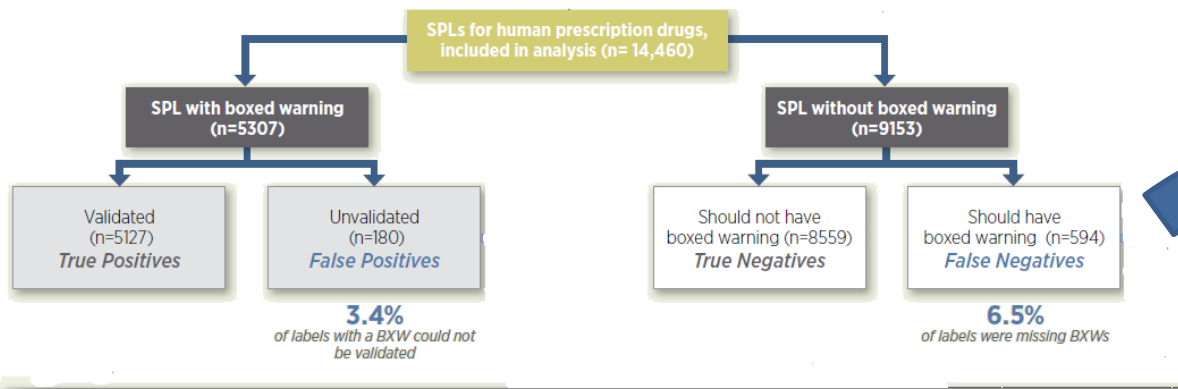 SPLs for human prescription drugs,
included in analysis (n= 14,460)
SPL with boxed warning
(n=5307)
SPL without boxed warning
(n=9153)
Validated
(n=5127)
True Positives
Unvalidated
(n=180)
False Positives
Should not have
boxed warning (n=8559)
True Negatives
Should have
boxed warning (n=594)
False Negatives
3.4%
of labels with a BXW could not
be validated
6.5%
of labels were missing BXWs